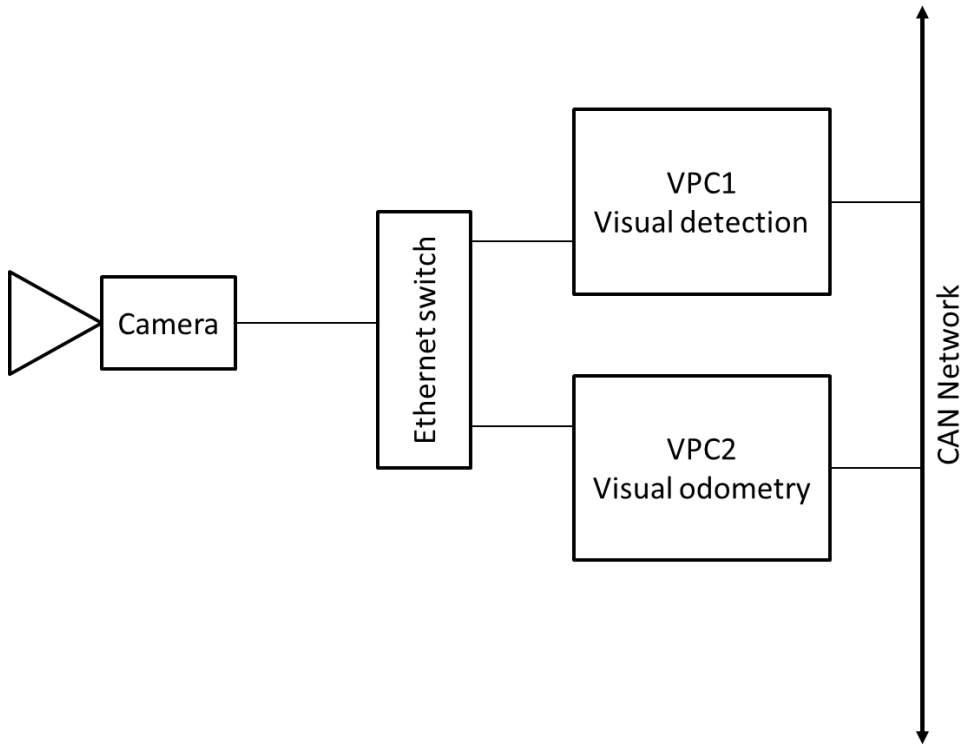 Camera
Ethernet switch
VPC1
Visual detection
VPC2
Visual odometry
CAN Network